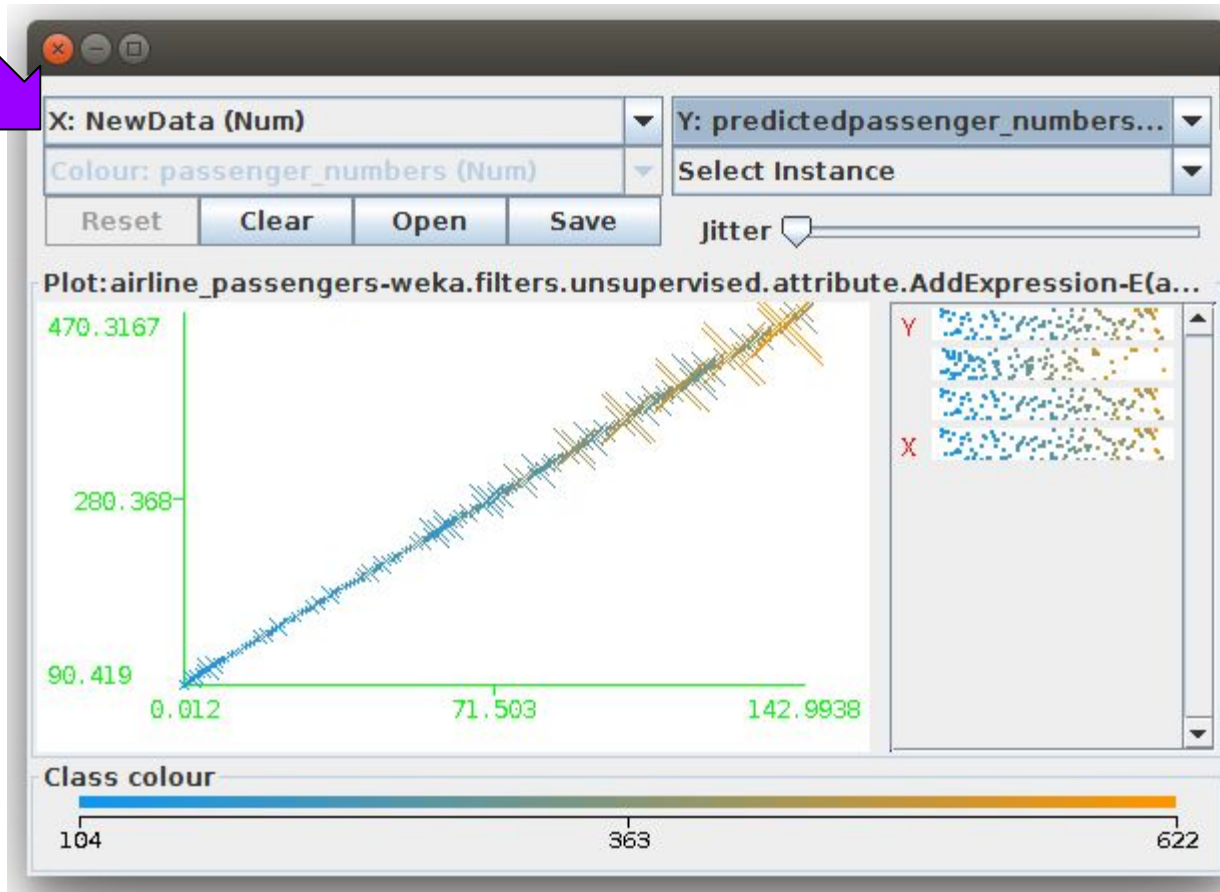 X: NewData (Num)
Y: predictedpassenger_numbers...
Colour: passenger_numbers (Num)
Select Instance
Reset
Clear
Open
Save
Jitter
Plot:airline_passengers-weka.filters.unsupervised.attribute.AddExpression-E(a...
470.3167
280.368
90.419
0.012
71.503
142.9938
Y
X
Class colour
104
363
622